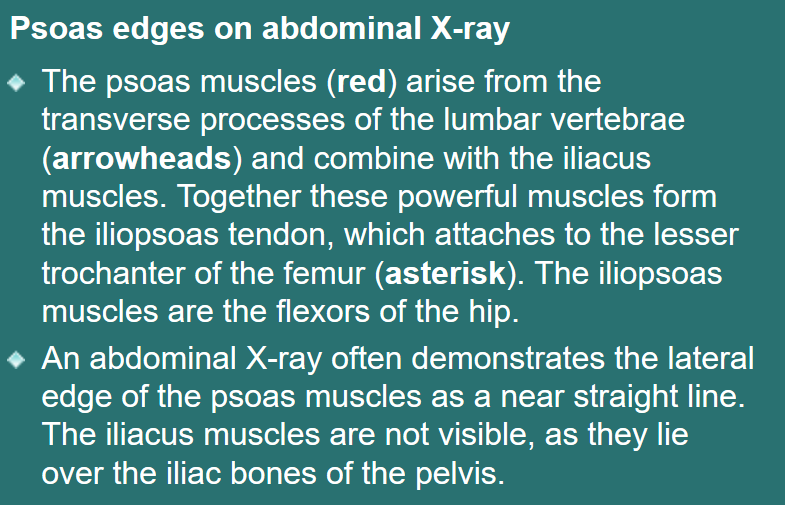 Psoas edges on abdominal X-ray
The psoas muscles (red) arise from the
transverse processes of the lumbar vertebrae
(arrowheads) and combine with the iliacus
muscles. Together these powerful muscles form
the iliopsoas tendon, which attaches to the lesser
trochanter of the femur (asterisk). The iliopsoas
muscles are the flexors of the hip.
An abdominal X-ray often demonstrates the lateral
edge of the psoas muscles as a near straight line.
The iliacus muscles are not visible, as they lie
over the iliac bones of the pelvis.